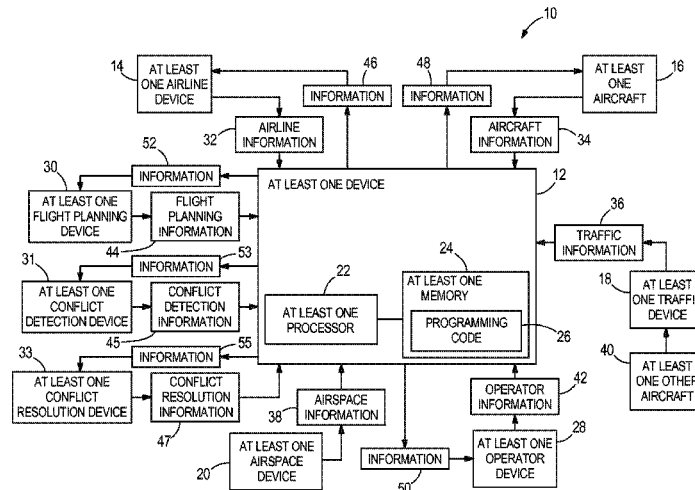 10
14
AT LEAST
ONE AIRLINE
DEVICE
46
INFORMATION
48
INFORMATION
AT LEAST
ONE
AIRCRAFT
16
32
AIRLINE
INFORMATION
AIRCRAFT
INFORMATION
34
52
INFORMATION
30
AT LEAST ONE
FLIGHT PLANNING
DEVICE
FLIGHT
PLANNING
INFORMATION
44
AT LEAST ONE DEVICE
12
36
TRAFFIC
INFORMATION
53
INFORMATION
31
AT LEAST ONE
CONFLICT
DETECTION DEVICE
CONFLICT
DETECTION
INFORMATION
45
22
AT LEAST ONE
PROCESSOR
24
AT LEAST ONE
MEMORY
PROGRAMMING
CODE
26
18
AT LEAST
ONE TRAFFIC
DEVICE
55
INFORMATION
33
AT LEAST ONE
CONFLICT
RESOLUTION DEVICE
CONFLICT
RESOLUTION
INFORMATION
47
AIRSPACE
INFORMATION
38
OPERATOR
INFORMATION
42
40
AT LEAST
ONE OTHER
AIRCRAFT
20
AT LEAST ONE
AIRSPACE
DEVICE
INFORMATION
50
AT LEAST ONE
OPERATOR
DEVICE
28